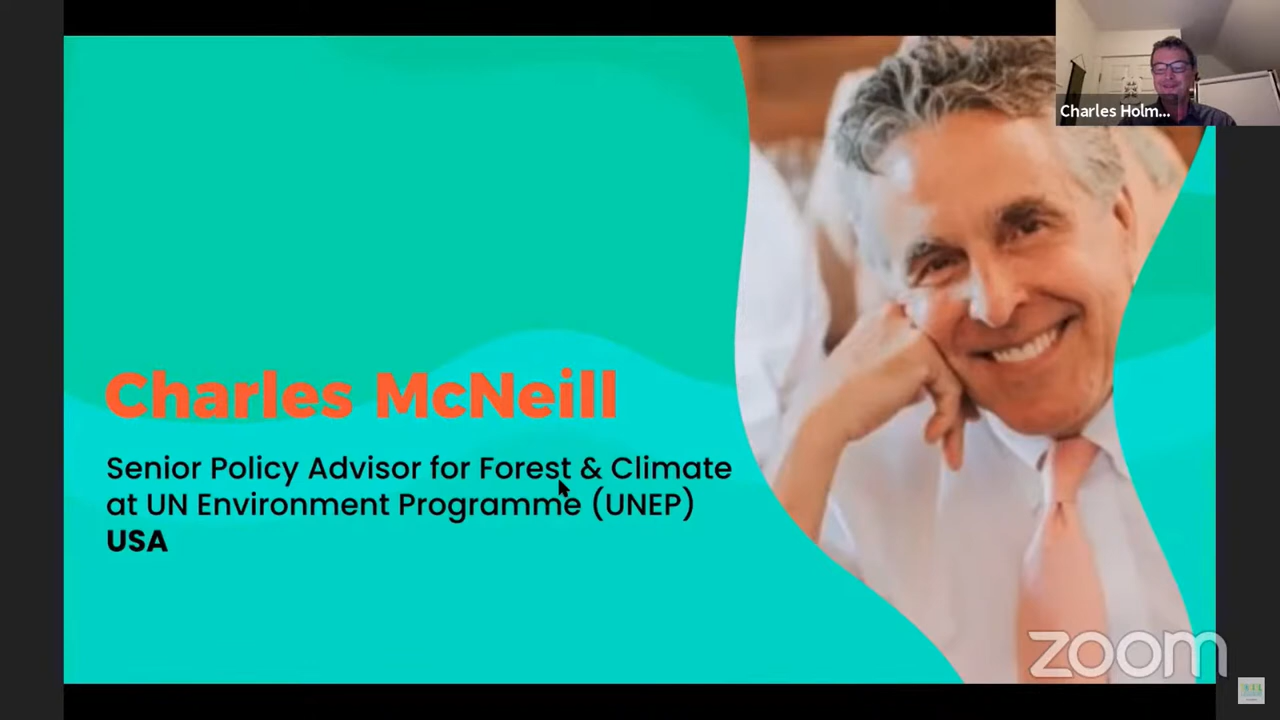 Charles Holm...
Charles McNeill
Senior Policy Advisor for Forest & Climate
at UN Environment Programme (UNEP)
USA
zoom